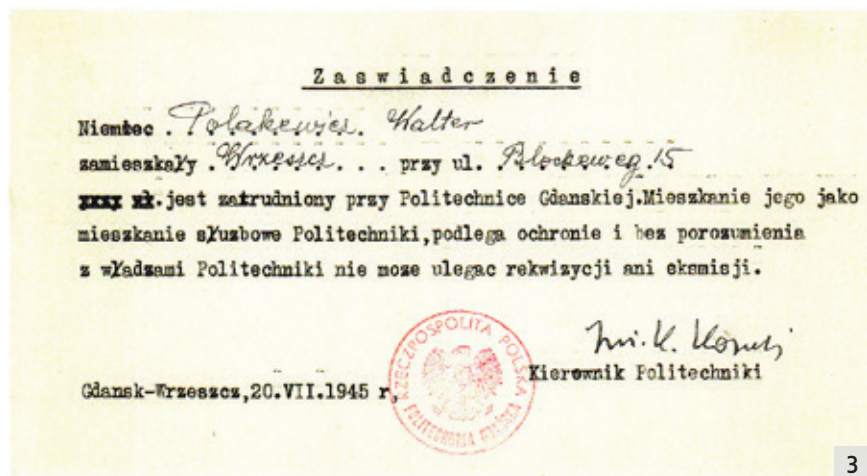 Zaswiadczenie
Niemiec . Polakewicz Walter
zamieszkały . Wrzeszcz . . . przy ul. Blockeweg 15
xxxx xx. jest zatrudniony przy Politechnice Gdanskiej.Mieszkanie jego jako
mieszkanie służbowe Politechniki,podlega ochronie i bez porozumienia
z władzami Politechniki nie moze ulegac rekwizycji ani eksmisji.
RZECZPOSPOLITA POLSKA
POLITECHNIKA GDAŃSKA
Kierownik Politechniki
Gdansk-Wrzeszcz,20.VII.1945 r,
3